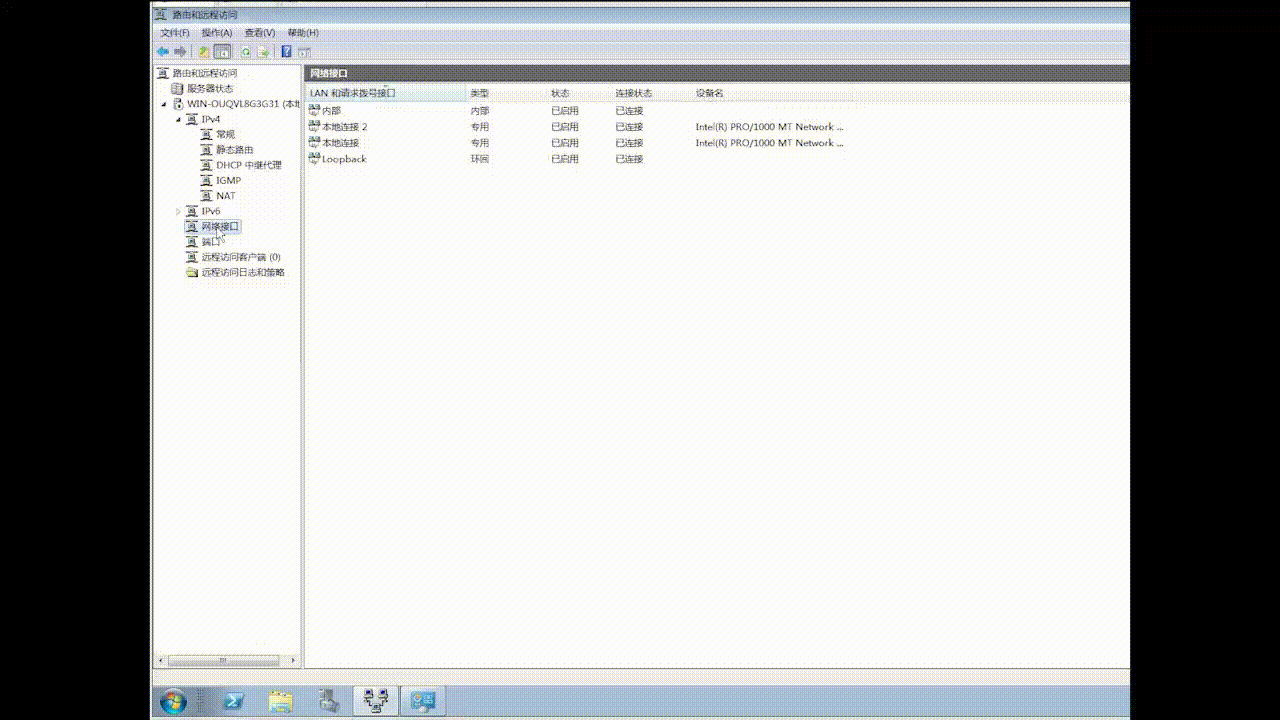 路由和远程访问
文件(F) 操作(A) 查看(V) 帮助(H)
路由和远程访问
服务器状态
WIN-OUQVL8G3G31 (本地
IPv4
常规
静态路由
DHCP 中继代理
IGMP
NAT
IPv6
网络接口
端口
远程访问客户端 (0)
远程访问日志和策略
网络接口
LAN 和请求拨号接口 类型 状态 连接状态 设备名
内部 内部 已启用 已连接
本地连接 2 专用 已启用 已连接 Intel(R) PRO/1000 MT Network ...
本地连接 专用 已启用 已连接 Intel(R) PRO/1000 MT Network ...
Loopback 环回 已启用 已连接